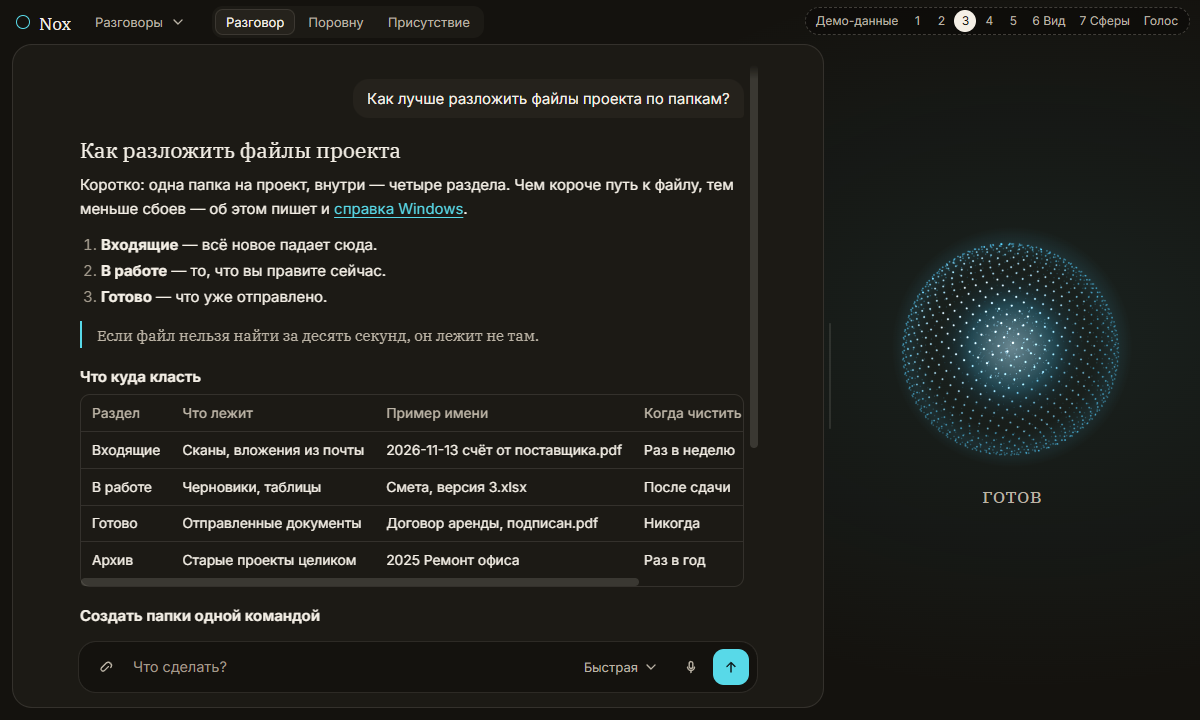 Nox
Разговоры
Разговор Поровну Присутствие
Демо-данные 1 2 3 4 5 6 Вид 7 Сферы Голос
Как лучше разложить файлы проекта по папкам?
Как разложить файлы проекта
Коротко: одна папка на проект, внутри — четыре раздела. Чем короче путь к файлу, тем
меньше сбоев — об этом пишет и справка Windows.
1. Входящие — всё новое падает сюда.
2. В работе — то, что вы правите сейчас.
3. Готово — что уже отправлено.
Если файл нельзя найти за десять секунд, он лежит не там.
Что куда класть
Раздел Что лежит Пример имени Когда чистить
Входящие Сканы, вложения из почты 2026-11-13 счёт от поставщика.pdf Раз в неделю
В работе Черновики, таблицы Смета, версия 3.xlsx После сдачи
Готово Отправленные документы Договор аренды, подписан.pdf Никогда
Архив Старые проекты целиком 2025 Ремонт офиса Раз в год
Создать папки одной командой
Что сделать? Быстрая
ГОТОВ